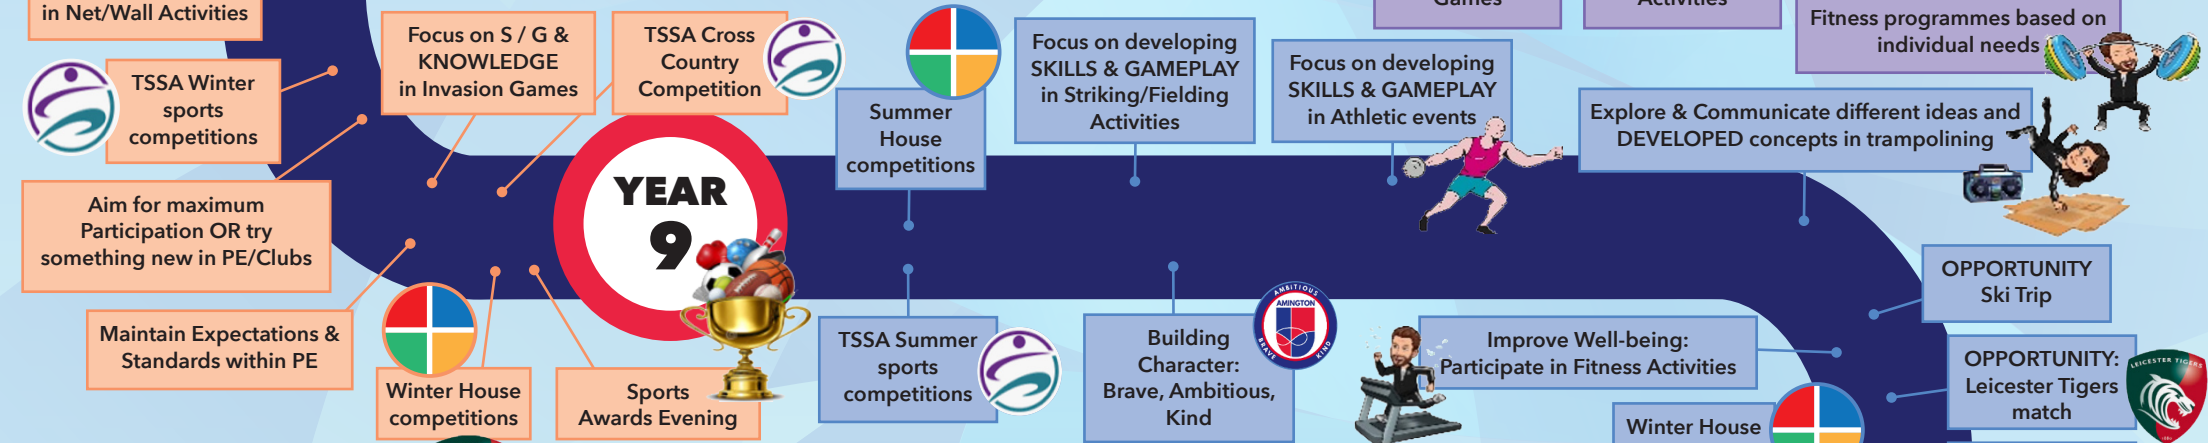 in Net/Wall Activities
Focus on S / G &
KNOWLEDGE
in Invasion Games
TSSA Cross
Country
Competition
TSSA Winter
sports
competitions
Aim for maximum
Participation OR try
something new in PE/Clubs
Maintain Expectations &
Standards within PE
Winter House
competitions
Sports
Awards Evening
YEAR
9
Summer
House
competitions
Focus on developing
SKILLS & GAMEPLAY
in Striking/Fielding
Activities
Focus on developing
SKILLS & GAMEPLAY
in Athletic events
Games
Activities
Fitness programmes based on
individual needs
Explore & Communicate different ideas and
DEVELOPED concepts in trampolining
TSSA Summer
sports
competitions
Building
Character:
Brave, Ambitious,
Kind
AMBITIOUS
AMINGTON
BRAVE
KIND
Improve Well-being:
Participate in Fitness Activities
OPPORTUNITY
Ski Trip
OPPORTUNITY:
Leicester Tigers
match
LEICESTER TIGERS
Winter House